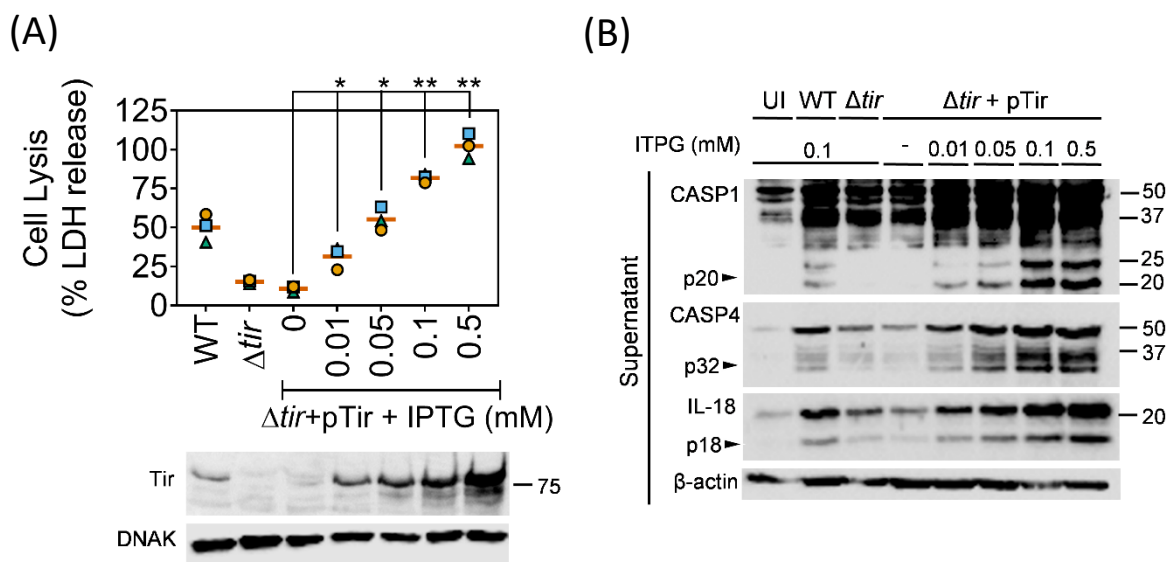 (A)
* * ** **
Cell Lysis
(% LDH release)
125
100
75
50
25
0
WT
Δtir
0
0.01
0.05
0.1
0.5
Δtir+pTir + IPTG (mM)
Tir
75
DNAK
(B)
UI WT Δtir Δtir + pTir
ITPG (mM) 0.1 - 0.01 0.05 0.1 0.5
Supernatant
CASP1
50
37
25
p20
20
CASP4
50
37
p32
IL-18
20
p18
β-actin